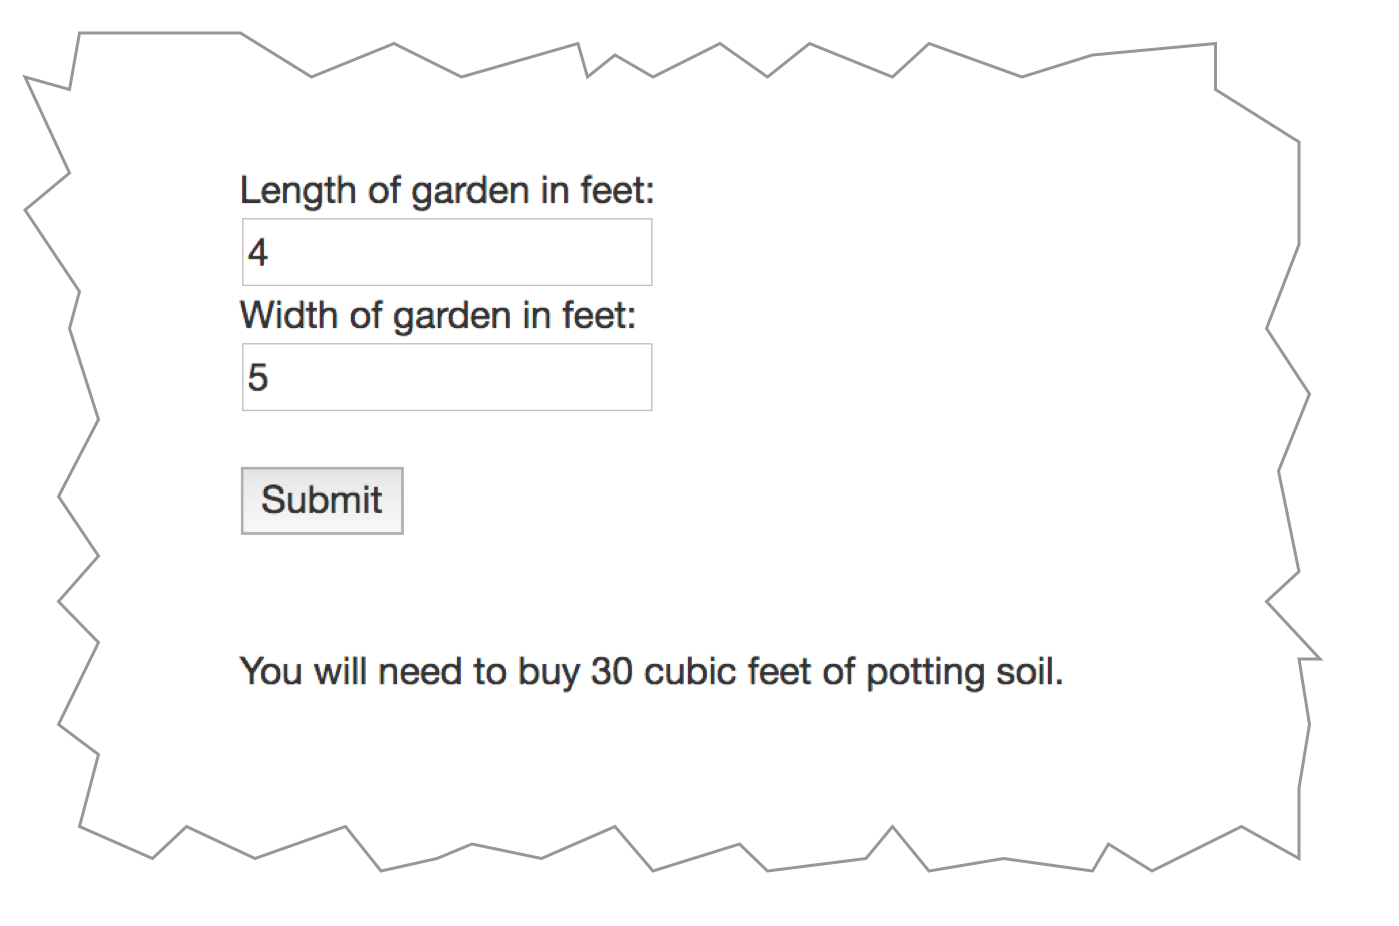 Length of garden in feet:
4
Width of garden in feet:
5
Submit
You will need to buy 30 cubic feet of potting soil.